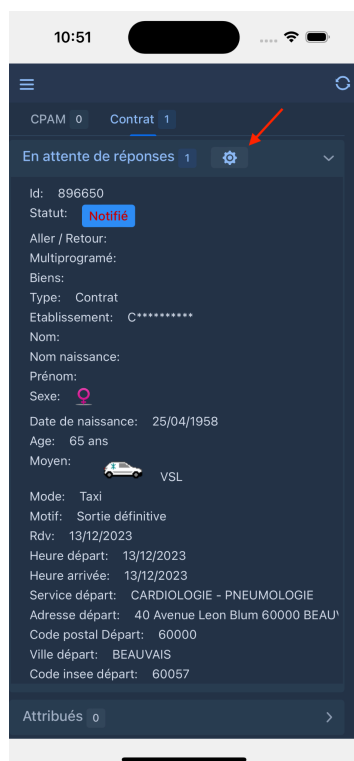 10:51
CPAM 0 Contrat 1
En attente de réponses 1
Id: 896650
Statut: Notifié
Aller / Retour:
Multiprogramé:
Biens:
Type: Contrat
Etablissement: C**********
Nom:
Nom naissance:
Prénom:
Sexe:
Date de naissance: 25/04/1958
Age: 65 ans
Moyen: VSL
Mode: Taxi
Motif: Sortie définitive
Rdv: 13/12/2023
Heure départ: 13/12/2023
Heure arrivée: 13/12/2023
Service départ: CARDIOLOGIE - PNEUMOLOGIE
Adresse départ: 40 Avenue Leon Blum 60000 BEAU
Code postal Départ: 60000
Ville départ: BEAUVAIS
Code insee départ: 60057
Attribués 0